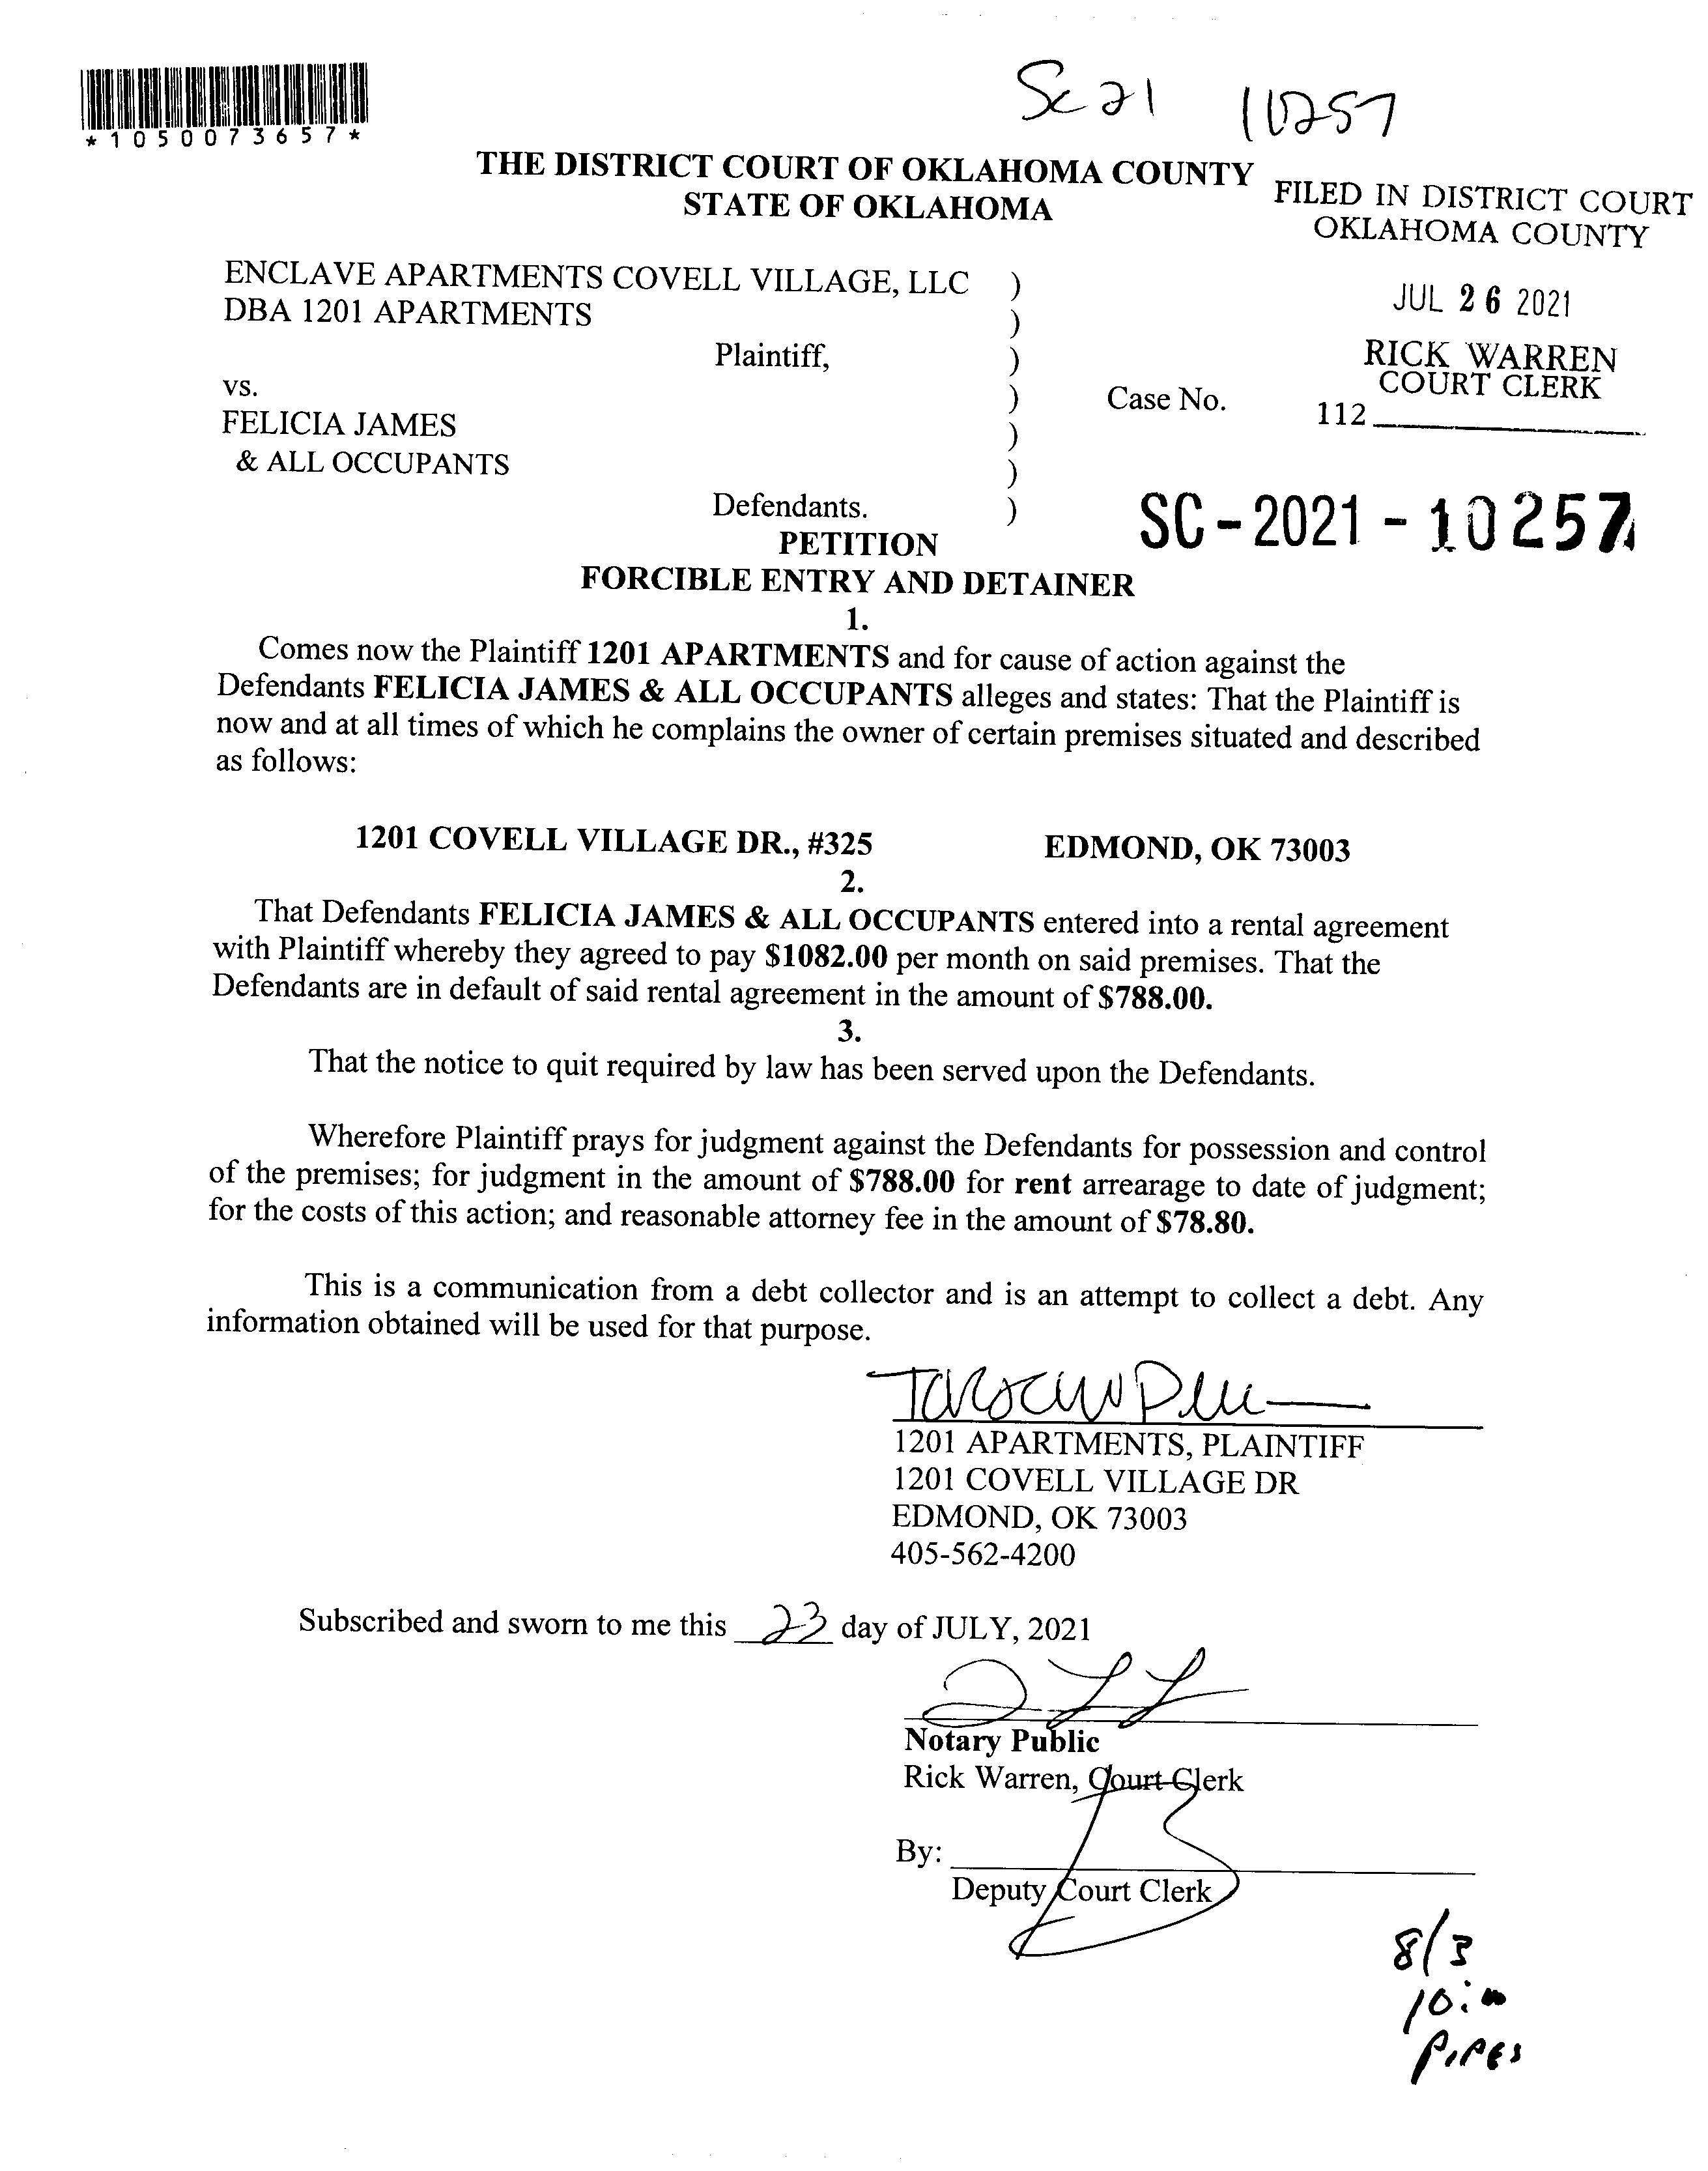 Sc 21 10257
*1050073657*
THE DISTRICT COURT OF OKLAHOMA COUNTY
STATE OF OKLAHOMA
FILED IN DISTRICT COURT
OKLAHOMA COUNTY
JUL 26 2021
RICK WARREN
COURT CLERK
112
ENCLAVE APARTMENTS COVELL VILLAGE, LLC )
DBA 1201 APARTMENTS )
Plaintiff, )
vs. ) Case No.
FELICIA JAMES )
& ALL OCCUPANTS )
Defendants. )
SC-2021-10257
PETITION
FORCIBLE ENTRY AND DETAINER
1.
Comes now the Plaintiff 1201 APARTMENTS and for cause of action against the
Defendants FELICIA JAMES & ALL OCCUPANTS alleges and states: That the Plaintiff is
now and at all times of which he complains the owner of certain premises situated and described
as follows:
1201 COVELL VILLAGE DR., #325 EDMOND, OK 73003
2.
That Defendants FELICIA JAMES & ALL OCCUPANTS entered into a rental agreement
with Plaintiff whereby they agreed to pay $1082.00 per month on said premises. That the
Defendants are in default of said rental agreement in the amount of $788.00.
3.
That the notice to quit required by law has been served upon the Defendants.
Wherefore Plaintiff prays for judgment against the Defendants for possession and control
of the premises; for judgment in the amount of $788.00 for rent arrearage to date of judgment;
for the costs of this action; and reasonable attorney fee in the amount of $78.80.
This is a communication from a debt collector and is an attempt to collect a debt. Any
information obtained will be used for that purpose.
1201 APARTMENTS, PLAINTIFF
1201 COVELL VILLAGE DR
EDMOND, OK 73003
405-562-4200
Subscribed and sworn to me this 23 day of JULY, 2021
Notary Public
Rick Warren, Court Clerk
By:
Deputy Court Clerk
8/3
10:00
PIPES